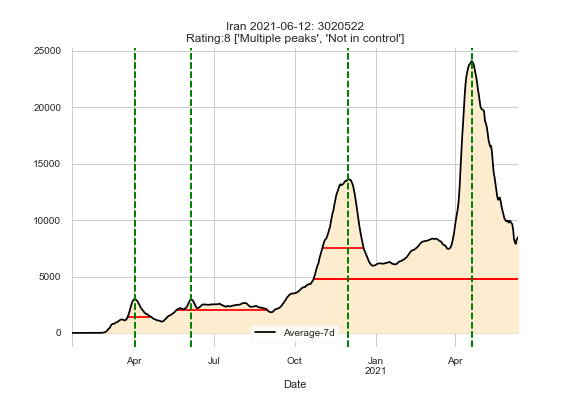 Iran 2021-06-12: 3020522
Rating:8 ['Multiple peaks', 'Not in control']
25000
20000
15000
10000
5000
0
Average-7d
Apr Jul Oct Jan Apr
2021
Date